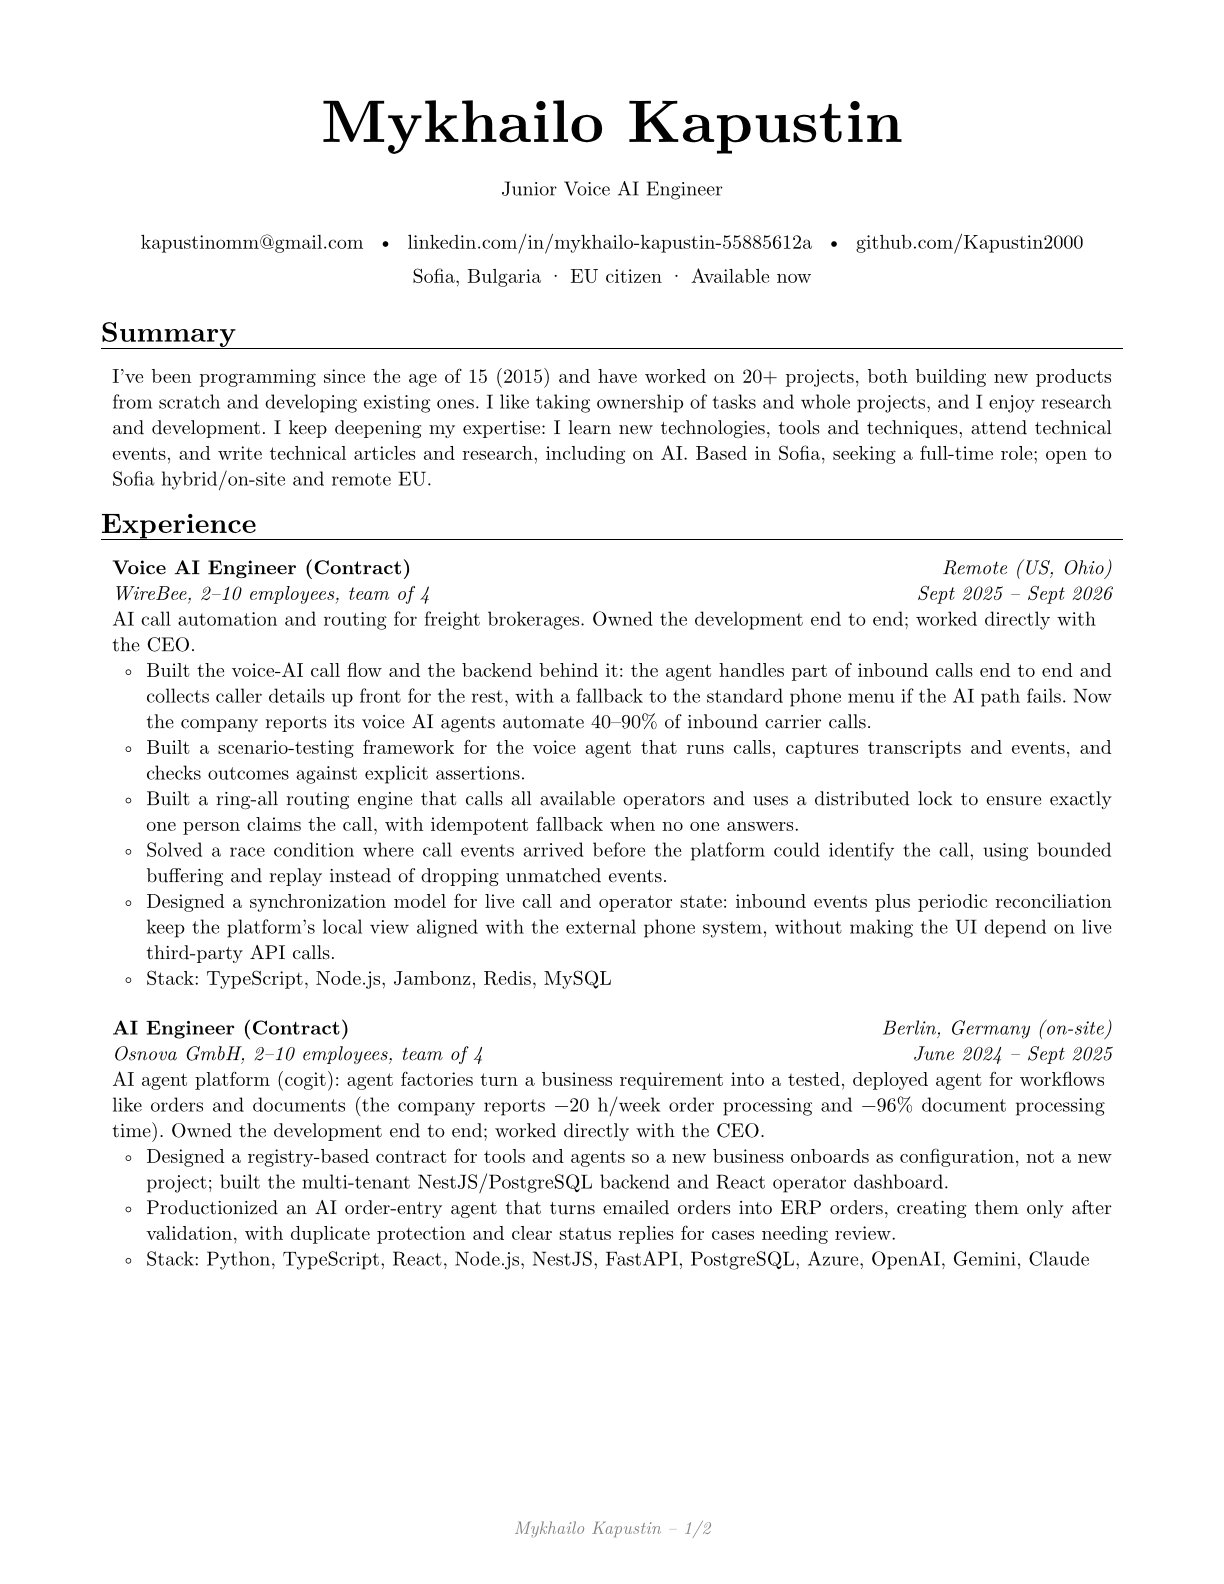 Mykhailo Kapustin
Junior Voice AI Engineer
kapustinomm@gmail.com • linkedin.com/in/mykhailo-kapustin-55885612a • github.com/Kapustin2000
Sofia, Bulgaria · EU citizen · Available now
Summary
I've been programming since the age of 15 (2015) and have worked on 20+ projects, both building new products
from scratch and developing existing ones. I like taking ownership of tasks and whole projects, and I enjoy research
and development. I keep deepening my expertise: I learn new technologies, tools and techniques, attend technical
events, and write technical articles and research, including on AI. Based in Sofia, seeking a full-time role; open to
Sofia hybrid/on-site and remote EU.
Experience
Voice AI Engineer (Contract) Remote (US, Ohio)
WireBee, 2–10 employees, team of 4 Sept 2025 – Sept 2026
AI call automation and routing for freight brokerages. Owned the development end to end; worked directly with
the CEO.
◦ Built the voice-AI call flow and the backend behind it: the agent handles part of inbound calls end to end and
collects caller details up front for the rest, with a fallback to the standard phone menu if the AI path fails. Now
the company reports its voice AI agents automate 40–90% of inbound carrier calls.
◦ Built a scenario-testing framework for the voice agent that runs calls, captures transcripts and events, and
checks outcomes against explicit assertions.
◦ Built a ring-all routing engine that calls all available operators and uses a distributed lock to ensure exactly
one person claims the call, with idempotent fallback when no one answers.
◦ Solved a race condition where call events arrived before the platform could identify the call, using bounded
buffering and replay instead of dropping unmatched events.
◦ Designed a synchronization model for live call and operator state: inbound events plus periodic reconciliation
keep the platform's local view aligned with the external phone system, without making the UI depend on live
third-party API calls.
◦ Stack: TypeScript, Node.js, Jambonz, Redis, MySQL
AI Engineer (Contract) Berlin, Germany (on-site)
Osnova GmbH, 2–10 employees, team of 4 June 2024 – Sept 2025
AI agent platform (cogit): agent factories turn a business requirement into a tested, deployed agent for workflows
like orders and documents (the company reports −20 h/week order processing and −96% document processing
time). Owned the development end to end; worked directly with the CEO.
◦ Designed a registry-based contract for tools and agents so a new business onboards as configuration, not a new
project; built the multi-tenant NestJS/PostgreSQL backend and React operator dashboard.
◦ Productionized an AI order-entry agent that turns emailed orders into ERP orders, creating them only after
validation, with duplicate protection and clear status replies for cases needing review.
◦ Stack: Python, TypeScript, React, Node.js, NestJS, FastAPI, PostgreSQL, Azure, OpenAI, Gemini, Claude
Mykhailo Kapustin – 1/2